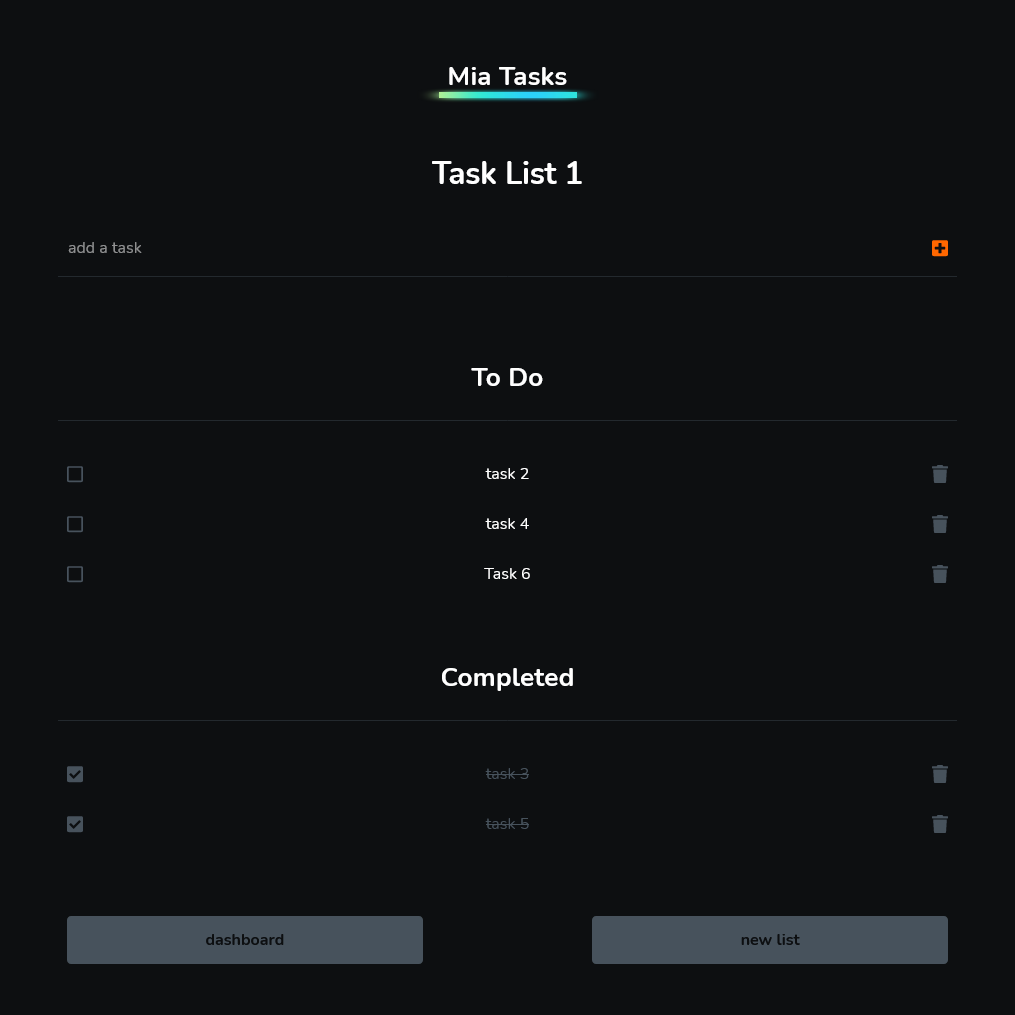 Mia Tasks
Task List 1
add a task
To Do
task 2
task 4
Task 6
Completed
task 3
task 5
dashboard
new list